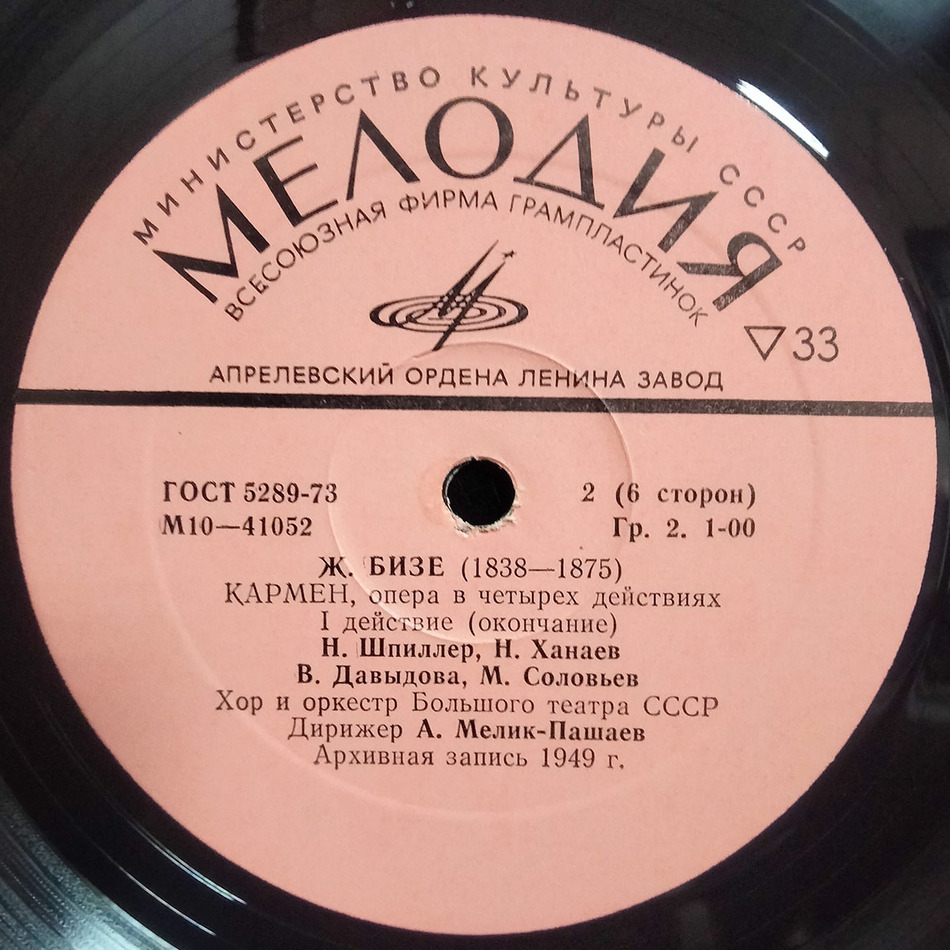 МИНИСТЕРСТВО КУЛЬТУРЫ СССР
МЕЛОДИЯ
ВСЕСОЮЗНАЯ ФИРМА ГРАМПЛАСТИНОК
▽33
АПРЕЛЕВСКИЙ ОРДЕНА ЛЕНИНА ЗАВОД
ГОСТ 5289-73
2 (6 сторон)
М10—41052
Гр. 2. 1-00
Ж. БИЗЕ (1838—1875)
КАРМЕН, опера в четырех действиях
I действие (окончание)
Н. Шпиллер, Н. Ханаев
В. Давыдова, М. Соловьев
Хор и оркестр Большого театра СССР
Дирижер А. Мелик-Пашаев
Архивная запись 1949 г.